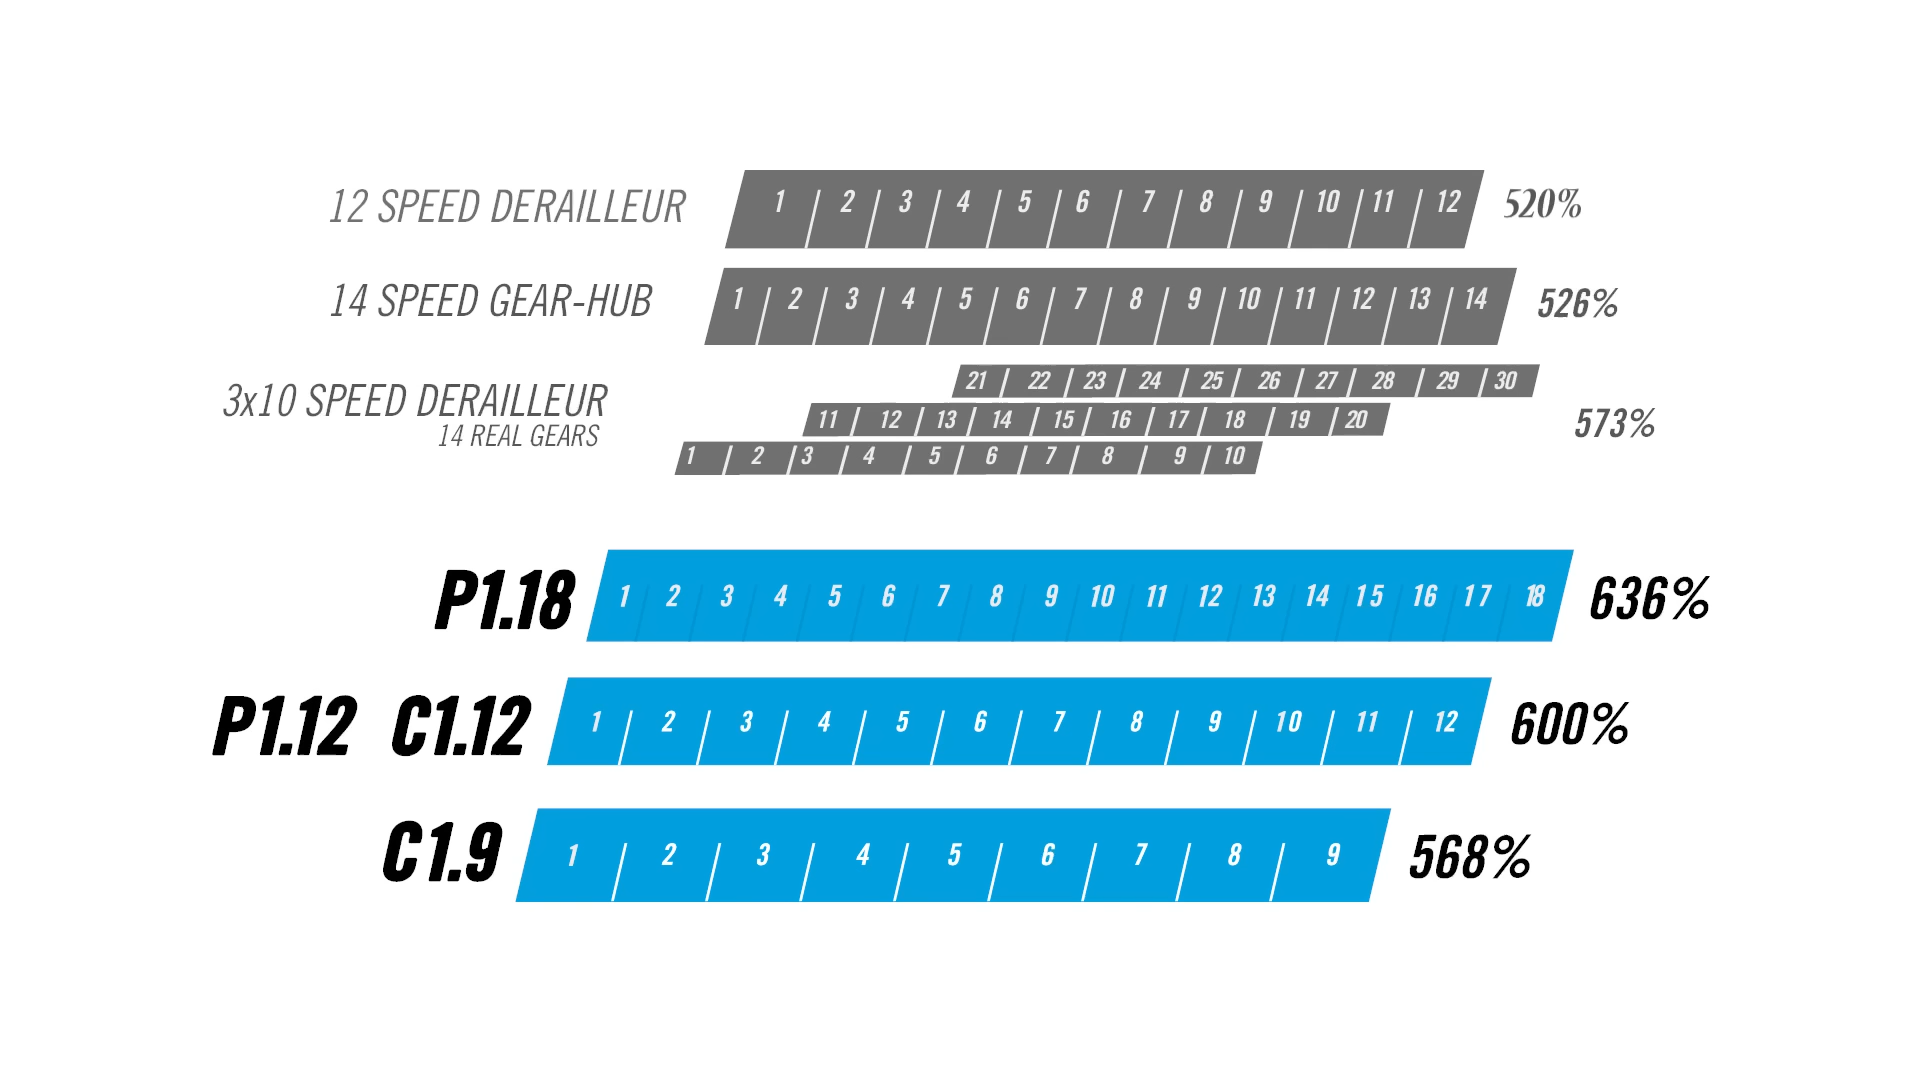 12 SPEED DERAILLEUR 1 2 3 4 5 6 7 8 9 10 11 12 520%
14 SPEED GEAR-HUB 1 2 3 4 5 6 7 8 9 10 11 12 13 14 526%
21 22 23 24 25 26 27 28 29 30
3x10 SPEED DERAILLEUR 11 12 13 14 15 16 17 18 19 20 573%
14 REAL GEARS
1 2 3 4 5 6 7 8 9 10
P1.18 1 2 3 4 5 6 7 8 9 10 11 12 13 14 15 16 17 18 636%
P1.12 C1.12 1 2 3 4 5 6 7 8 9 10 11 12 600%
C1.9 1 2 3 4 5 6 7 8 9 568%